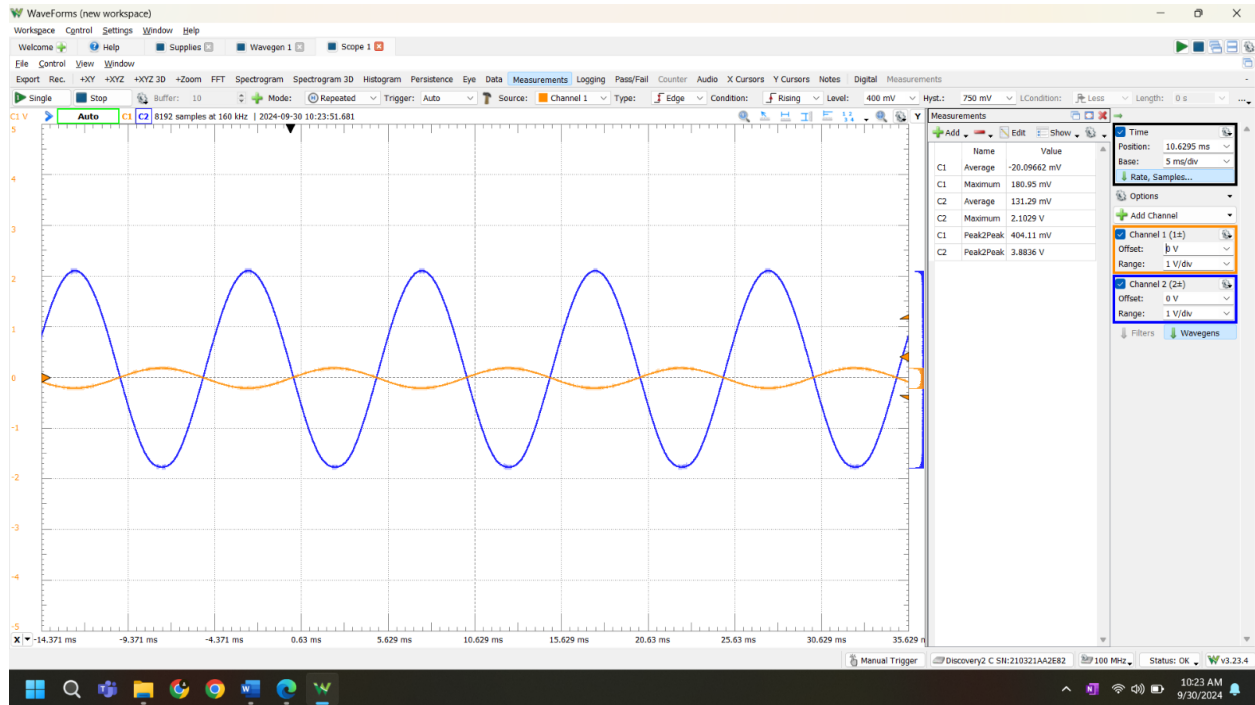 WaveForms (new workspace)
Workspace Control Settings Window Help
Welcome Help Supplies Wavegen 1 Scope 1
File Control View Window
Export Rec. +XY +XYZ +XYZ 3D +Zoom FFT Spectrogram Spectrogram 3D Histogram Persistence Eye Data Measurements Logging Pass/Fail Counter Audio X Cursors Y Cursors Notes Digital Measurements
Single Stop Buffer: 10 Mode: Repeated Trigger: Auto Source: Channel 1 Type: Edge Condition: Rising Level: 400 mV Hyst.: 750 mV LCondition: Less Length: 0 s ...
C1 V Auto C1 C2 8192 samples at 160 kHz | 2024-09-30 10:23:51.681 Y
5
4
3
2
1
0
-1
-2
-3
-4
-5
X -14.371 ms -9.371 ms -4.371 ms 0.63 ms 5.629 ms 10.629 ms 15.629 ms 20.63 ms 25.63 ms 30.629 ms 35.629 n
Measurements
Add Edit Show
Name Value
C1 Average -20.09662 mV
C1 Maximum 180.95 mV
C2 Average 131.29 mV
C2 Maximum 2.1029 V
C1 Peak2Peak 404.11 mV
C2 Peak2Peak 3.8836 V
Time
Position: 10.6295 ms
Base: 5 ms/div
Rate, Samples...
Options
Add Channel
Channel 1 (1±)
Offset: 0 V
Range: 1 V/div
Channel 2 (2±)
Offset: 0 V
Range: 1 V/div
Filters Wavegens
Manual Trigger Discovery2 C SN:210321AA2E82 100 MHz Status: OK v3.23.4
10:23 AM
9/30/2024